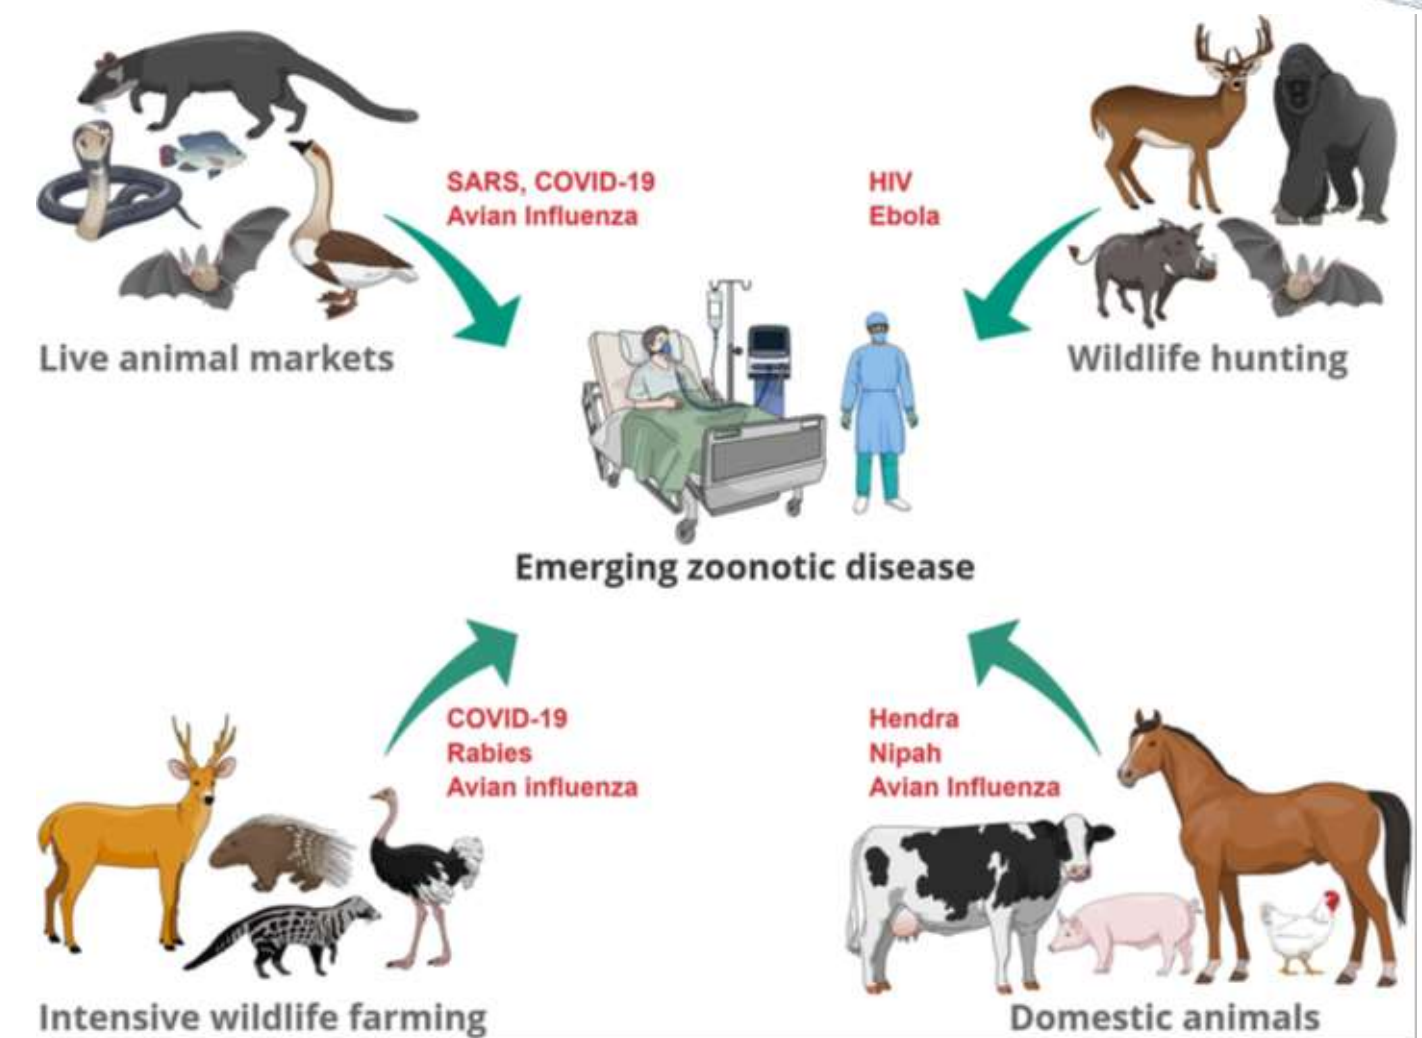 SARS, COVID-19
Avian Influenza
HIV
Ebola
Live animal markets
Wildlife hunting
Emerging zoonotic disease
COVID-19
Rabies
Avian influenza
Hendra
Nipah
Avian Influenza
Intensive wildlife farming
Domestic animals